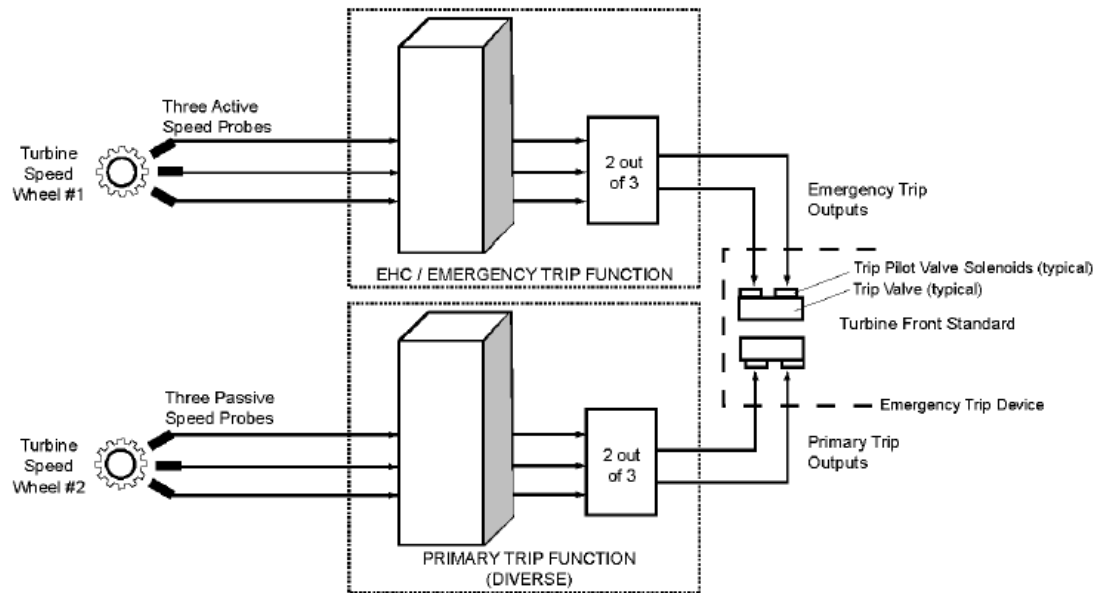 Three Active
Speed Probes
Turbine
Speed
Wheel #1
2 out
of 3
EHC / EMERGENCY TRIP FUNCTION
Emergency Trip
Outputs
Trip Pilot Valve Solenoids (typical)
Trip Valve (typical)
Turbine Front Standard
Emergency Trip Device
Three Passive
Speed Probes
Turbine
Speed
Wheel #2
2 out
of 3
Primary Trip
Outputs
PRIMARY TRIP FUNCTION
(DIVERSE)